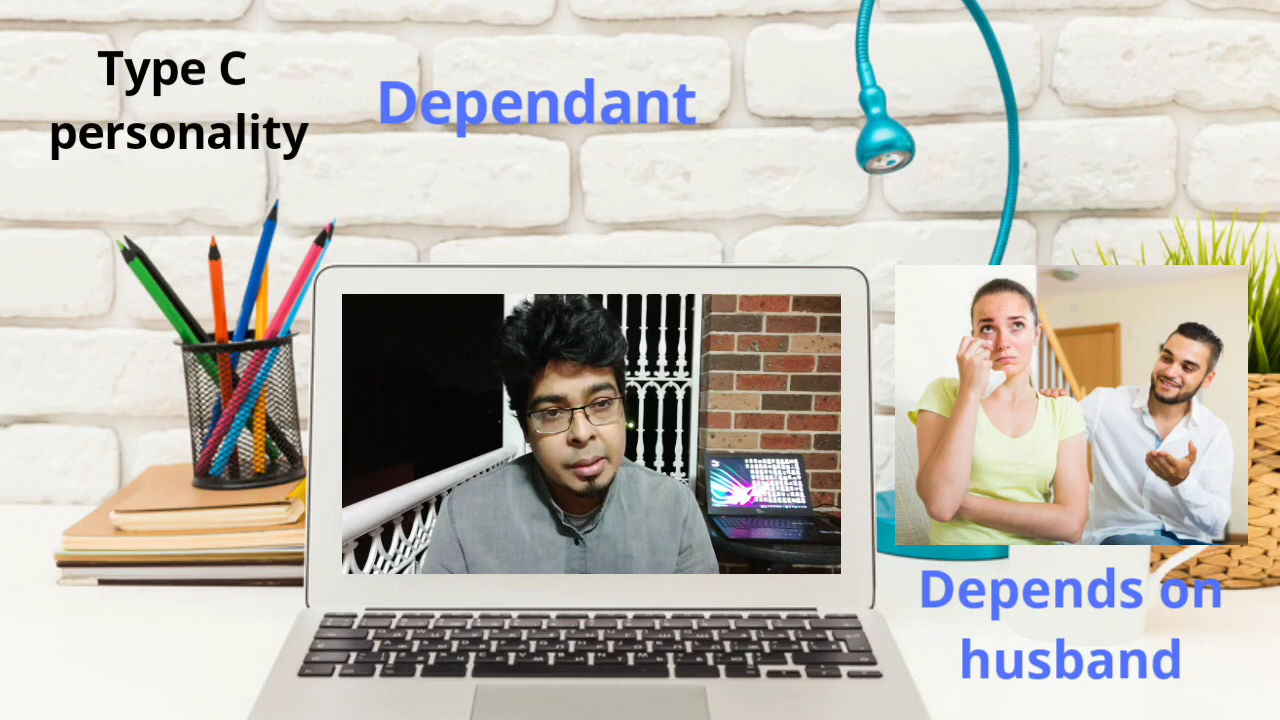 Type C
personality
Dependant
Depends on
husband